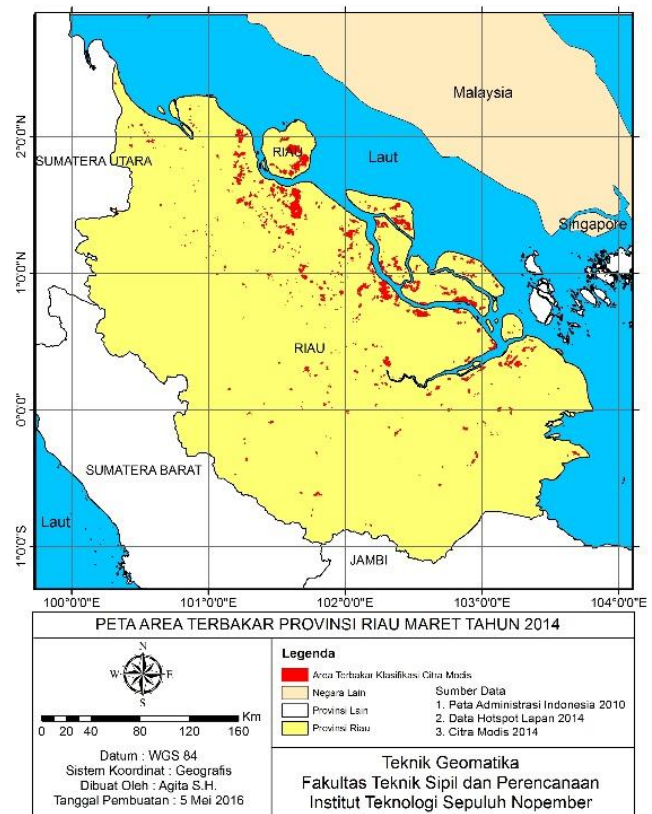 Malaysia
2°0'0"N
SUMATERA UTARA
RIAU
Laut
Singapore
1°0'0"N
RIAU
0°0'0"
SUMATERA BARAT
Laut
1°0'0"S
JAMBI
100°0'0"E 101°0'0"E 102°0'0"E 103°0'0"E 104°0'0"E
PETA AREA TERBAKAR PROVINSI RIAU MARET TAHUN 2014
N
W E
S
0 20 40 80 120 160 Km
Datum : WGS 84
Sistem Koordinat : Geografis
Dibuat Oleh : Agita S.H.
Tanggal Pembuatan : 5 Mei 2016
Legenda
Area Terbakar Klasifikasi Citra Modis
Negara Lain
Provinsi Lain
Provinsi Riau
Sumber Data
1. Peta Administrasi Indonesia 2010
2. Data Hotspot Lapan 2014
3. Citra Modis 2014
Teknik Geomatika
Fakultas Teknik Sipil dan Perencanaan
Institut Teknologi Sepuluh Nopember